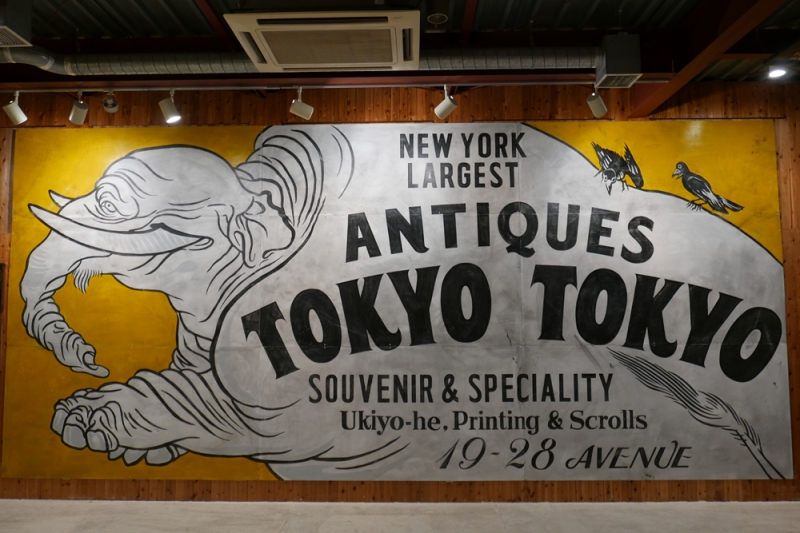 NEW YORK
LARGEST
ANTIQUES
TOKYO TOKYO
SOUVENIR & SPECIALITY
Ukiyo-he, Printing & Scrolls
19-28 AVENUE